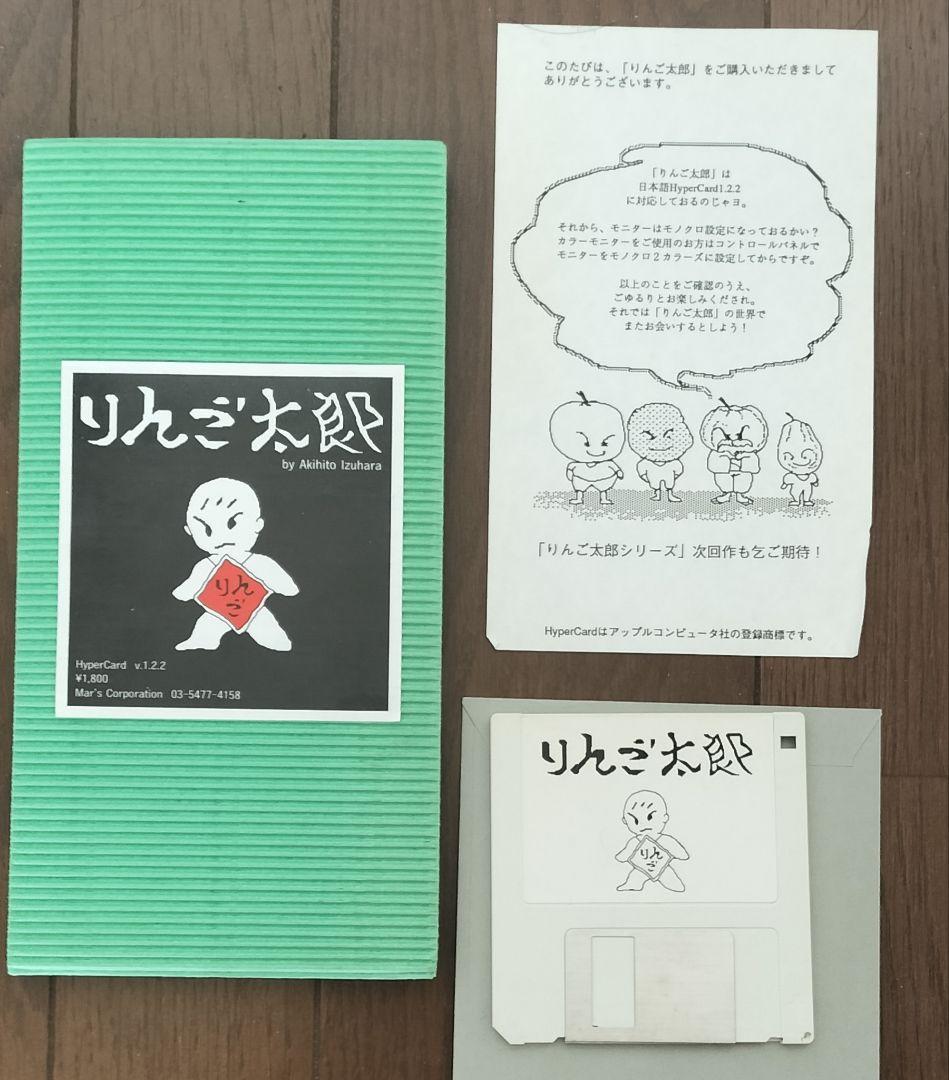 りんご太郎
by Akihito Izuhara
りん
ご
HyperCard v.1.2.2
¥1,800
Mar's Corporation 03-5477-4158
このたびは、「りんご太郎」をご購入いただきまして
ありがとうございます。
「りんご太郎」は
日本語HyperCard1.2.2
に対応しておるのじゃヨ。
それから、モニターはモノクロ設定になっておるかい？
カラーモニターをご使用のお方はコントロールパネルで
モニターをモノクロ２カラーズに設定してからですぞ。
以上のことをご確認のうえ、
ごゆるりとお楽しみくだされ。
それでは「りんご太郎」の世界で
またお会いするとしよう！
「りんご太郎シリーズ」次回作も乞ご期待！
HyperCardはアップルコンピュータ社の登録商標です。
りんご太郎
りん
ご